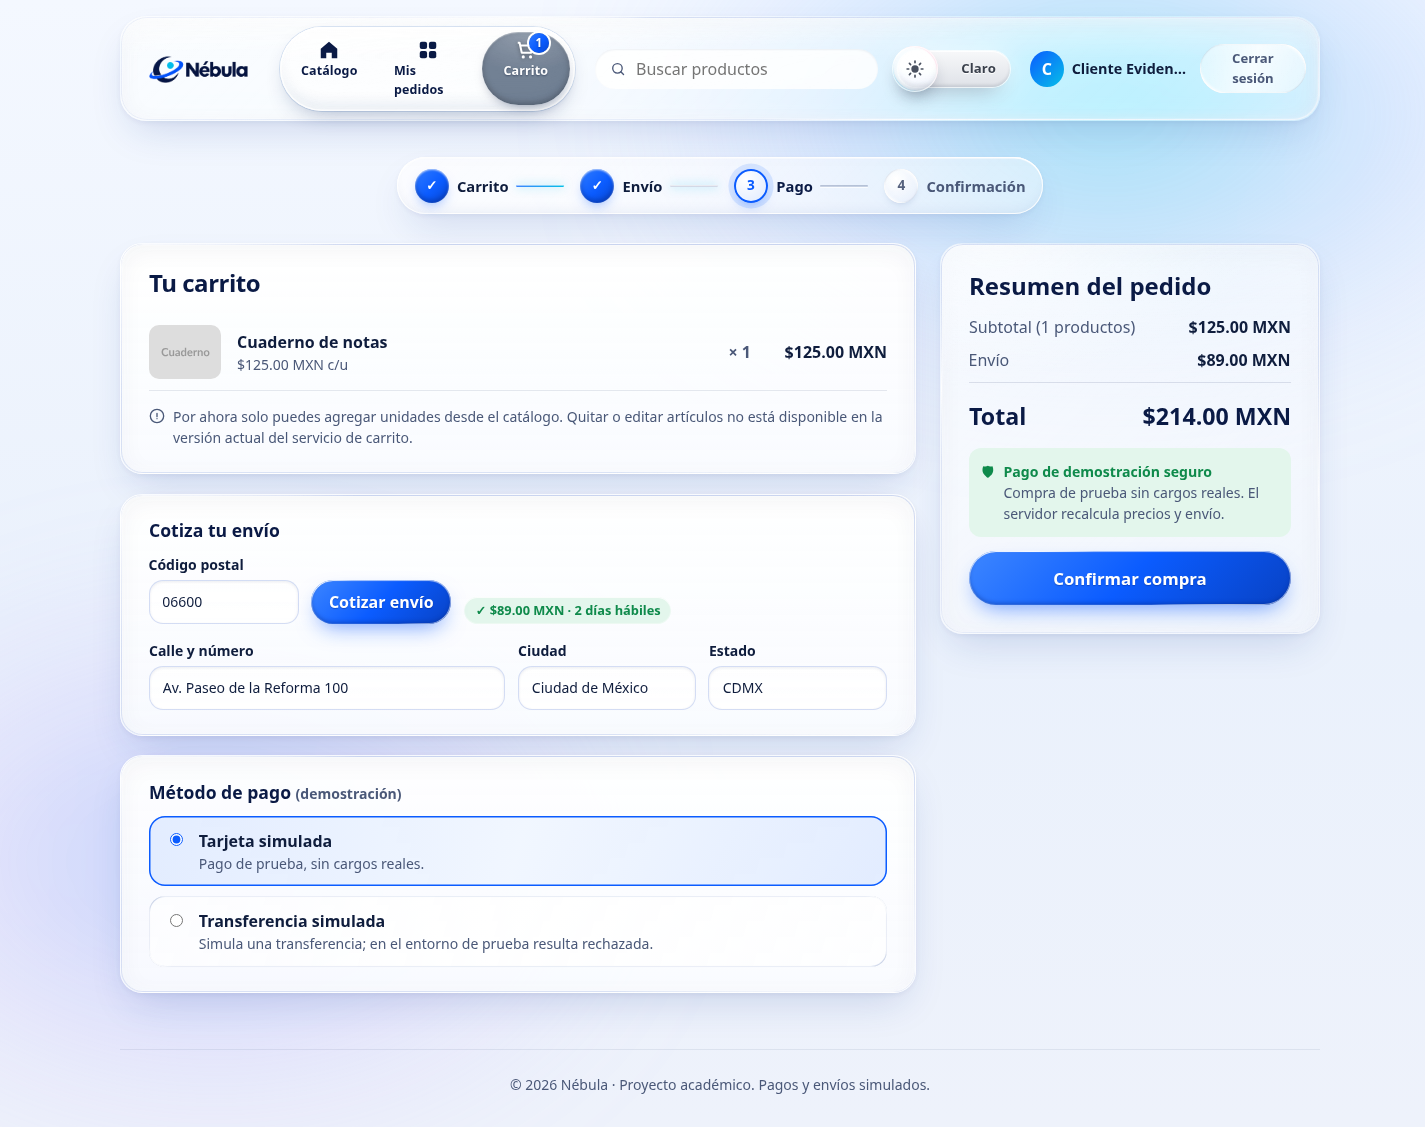 Nébula
Catálogo
Mis
pedidos
1
Carrito
Buscar productos
Claro
C
Cliente Eviden...
Cerrar
sesión
✓ Carrito
✓ Envío
3 Pago
4 Confirmación
Tu carrito
Cuaderno
Cuaderno de notas
$125.00 MXN c/u
× 1
$125.00 MXN
Por ahora solo puedes agregar unidades desde el catálogo. Quitar o editar artículos no está disponible en la
versión actual del servicio de carrito.
Cotiza tu envío
Código postal
06600
Cotizar envío
✓ $89.00 MXN · 2 días hábiles
Calle y número
Ciudad
Estado
Av. Paseo de la Reforma 100
Ciudad de México
CDMX
Método de pago (demostración)
Tarjeta simulada
Pago de prueba, sin cargos reales.
Transferencia simulada
Simula una transferencia; en el entorno de prueba resulta rechazada.
Resumen del pedido
Subtotal (1 productos) $125.00 MXN
Envío $89.00 MXN
Total $214.00 MXN
Pago de demostración seguro
Compra de prueba sin cargos reales. El
servidor recalcula precios y envío.
Confirmar compra
© 2026 Nébula · Proyecto académico. Pagos y envíos simulados.